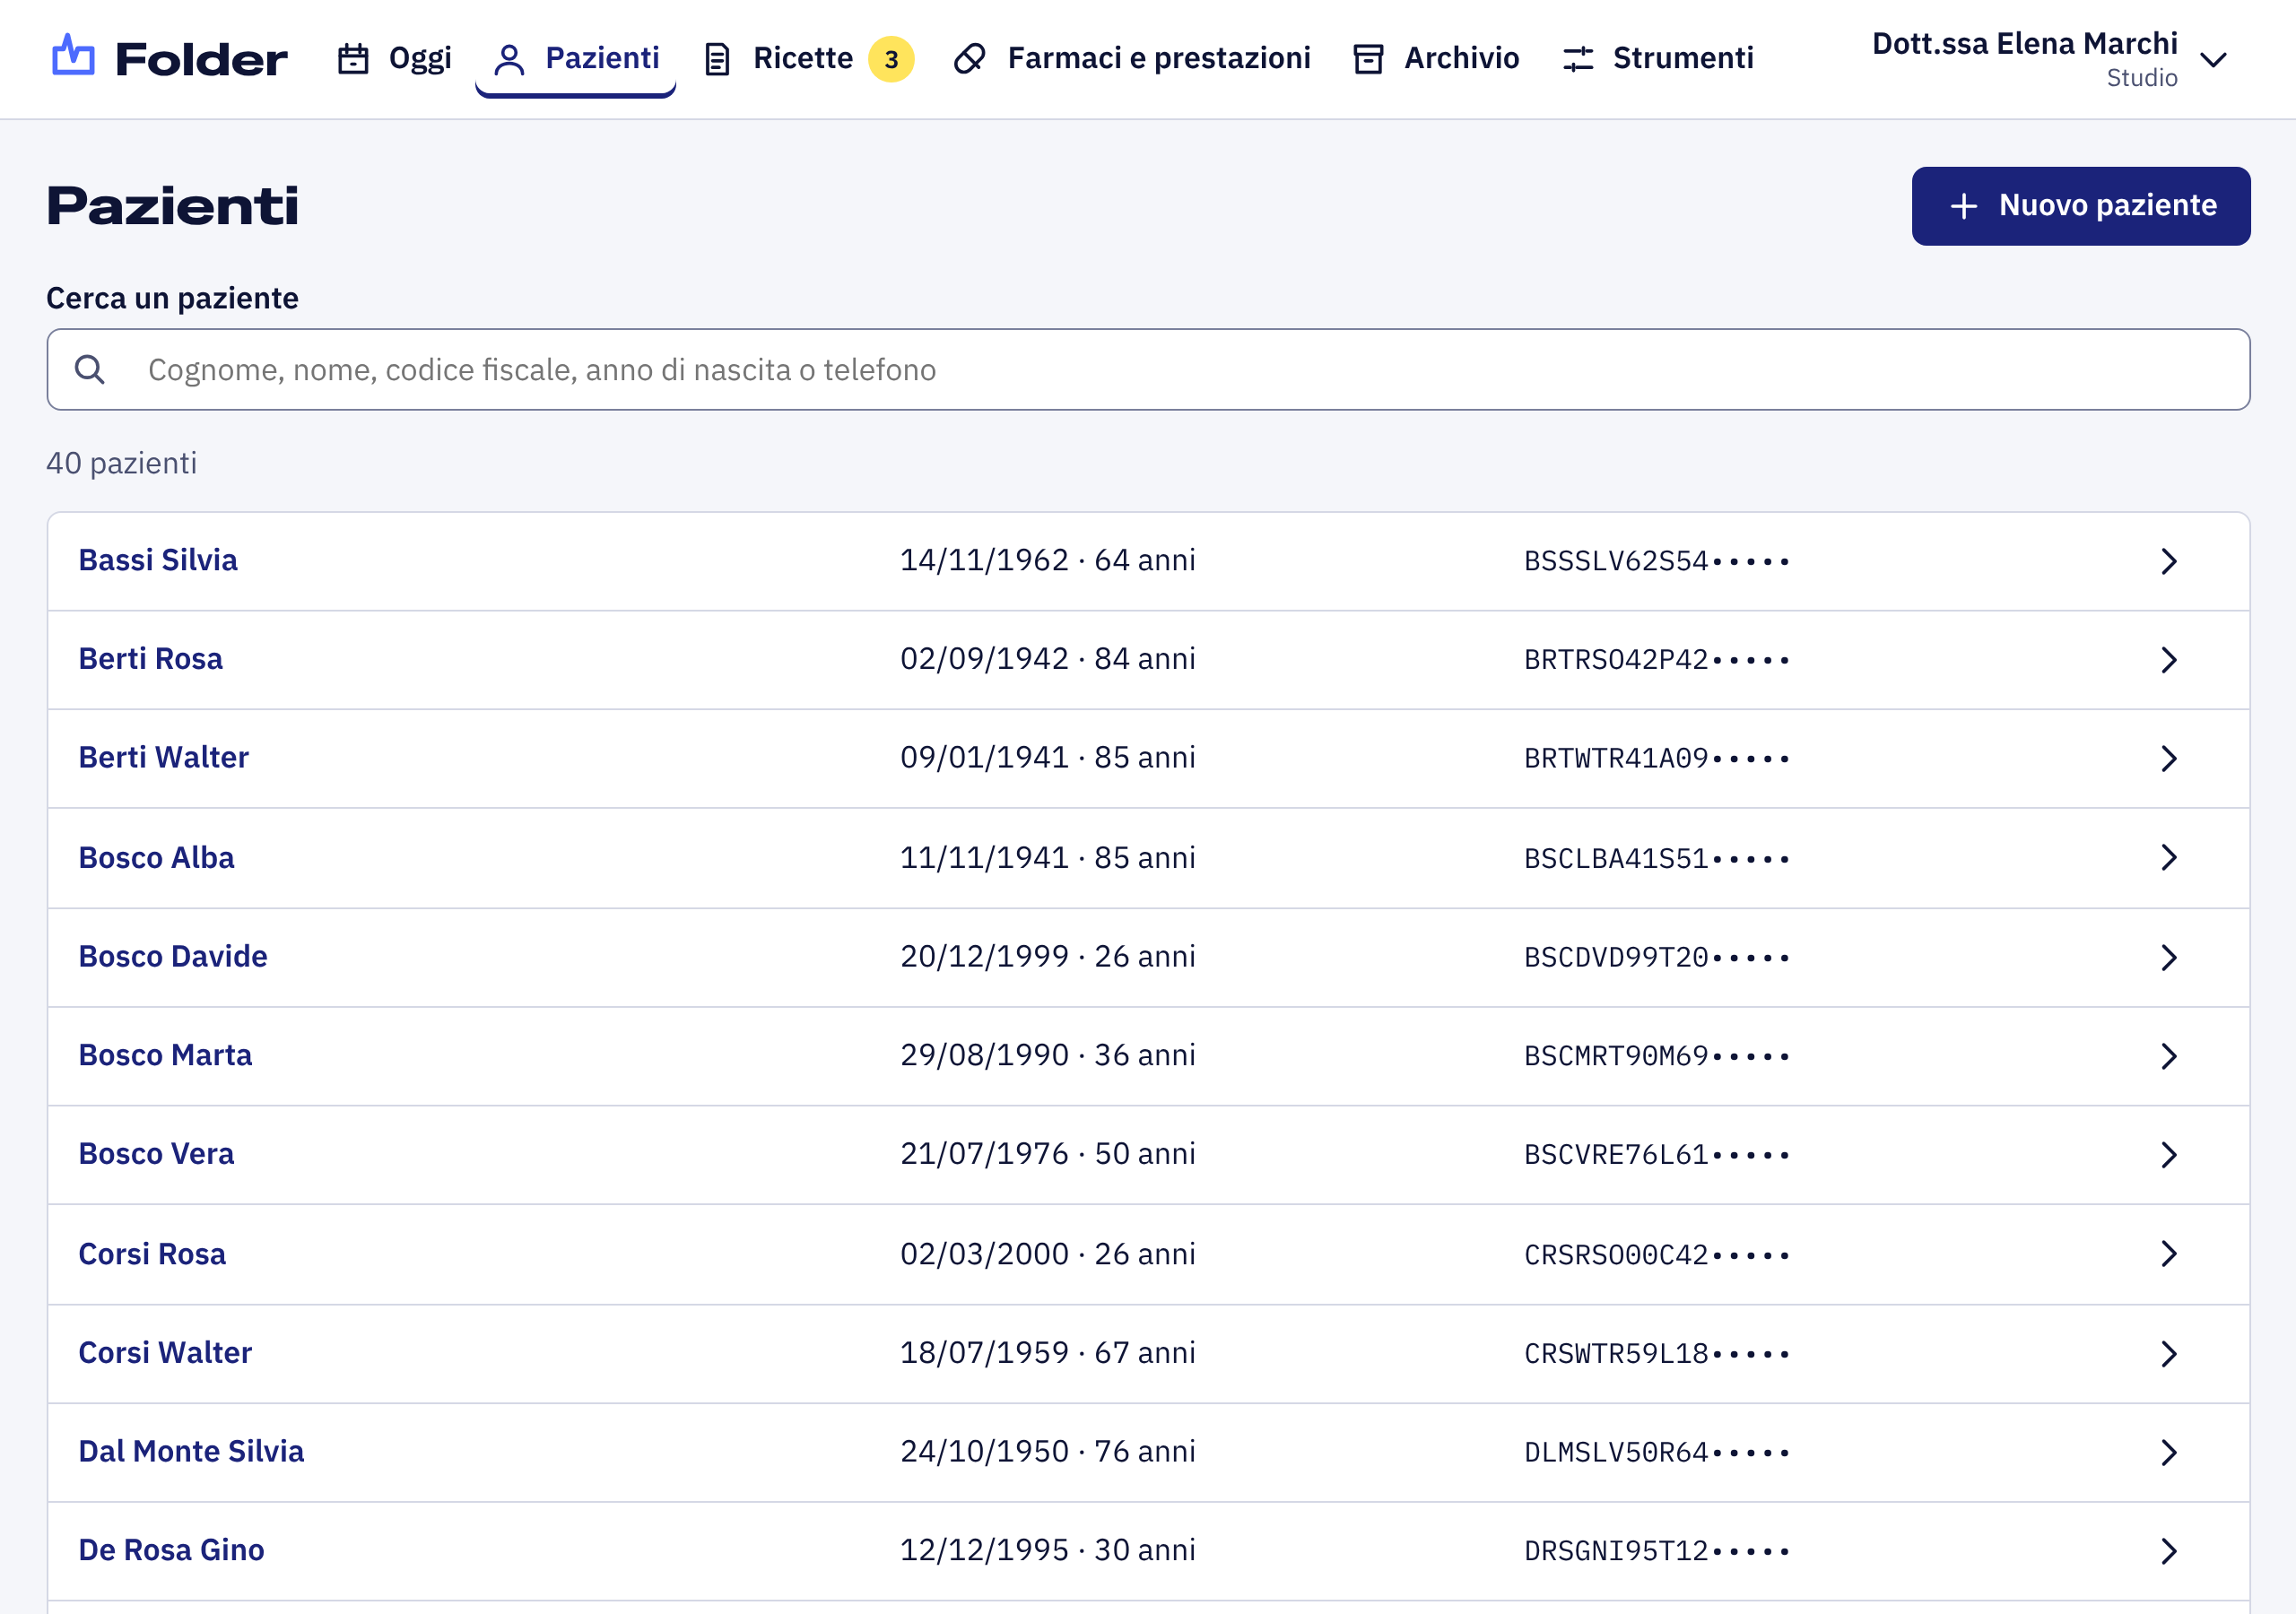 Folder
Oggi
Pazienti
Ricette 3
Farmaci e prestazioni
Archivio
Strumenti
Dott.ssa Elena Marchi
Studio
Pazienti
+ Nuovo paziente
Cerca un paziente
Cognome, nome, codice fiscale, anno di nascita o telefono
40 pazienti
Bassi Silvia 14/11/1962 · 64 anni BSSSLV62S54•••••
Berti Rosa 02/09/1942 · 84 anni BRTRSO42P42•••••
Berti Walter 09/01/1941 · 85 anni BRTWTR41A09•••••
Bosco Alba 11/11/1941 · 85 anni BSCLBA41S51•••••
Bosco Davide 20/12/1999 · 26 anni BSCDVD99T20•••••
Bosco Marta 29/08/1990 · 36 anni BSCMRT90M69•••••
Bosco Vera 21/07/1976 · 50 anni BSCVRE76L61•••••
Corsi Rosa 02/03/2000 · 26 anni CRSRSO00C42•••••
Corsi Walter 18/07/1959 · 67 anni CRSWTR59L18•••••
Dal Monte Silvia 24/10/1950 · 76 anni DLMSLV50R64•••••
De Rosa Gino 12/12/1995 · 30 anni DRSGNI95T12•••••